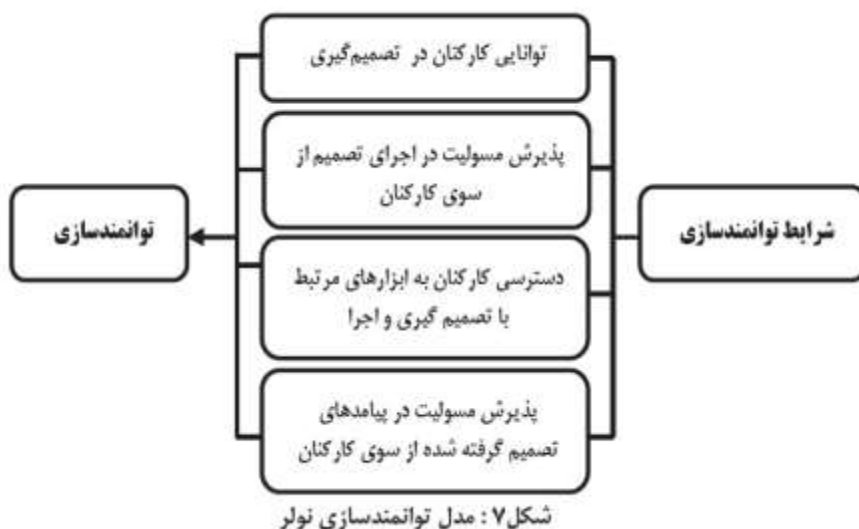 توانایی کارکنان در تصمیم‌گیری
پذیرش مسولیت در اجرای تصمیم از
سوی کارکنان
شرایط توانمندسازی
توانمندسازی
دسترسی کارکنان به ابزارهای مرتبط
با تصمیم گیری و اجرا
پذیرش مسولیت در پیامدهای
تصمیم گرفته شده از سوی کارکنان
شکل۷ : مدل توانمندسازی نولر